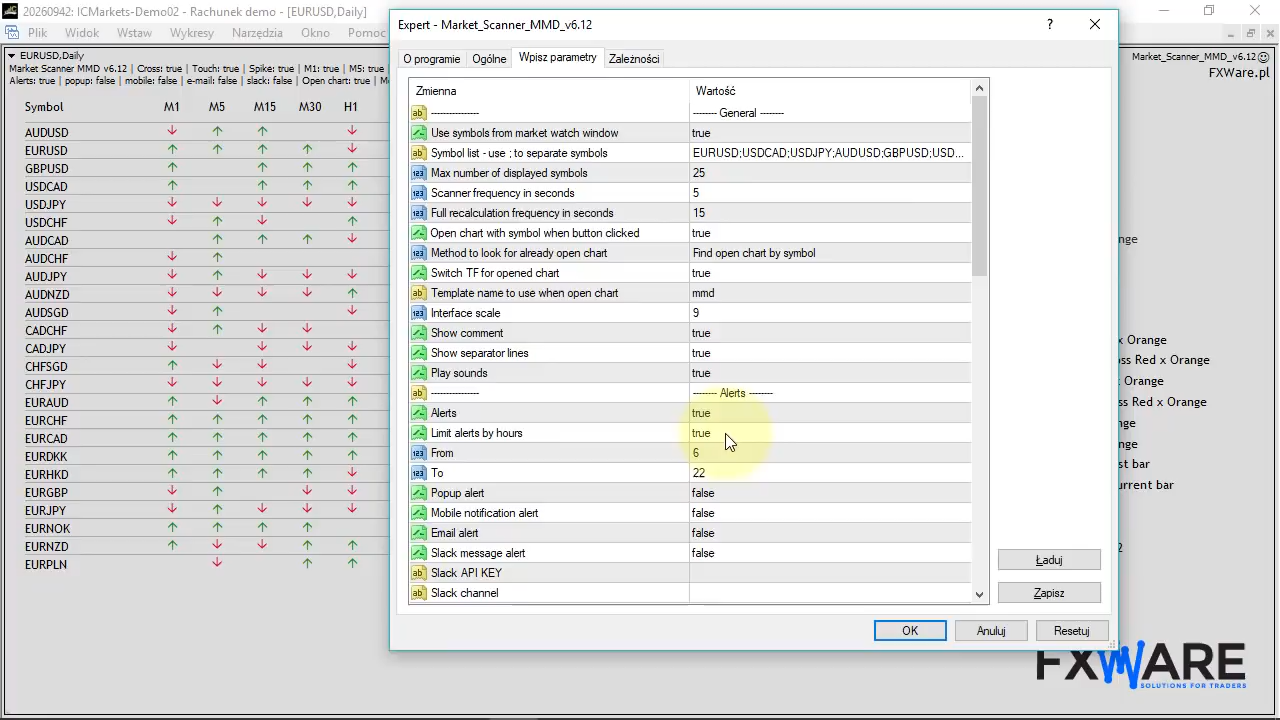 20260942: ICMarkets-Demo02 - Rachunek demo - [EURUSD,Daily]
Plik Widok Wstaw Wykresy Narzędzia Okno Pomoc
EURUSD,Daily
Market Scanner MMD v6.12 | Cross: true | Touch: true | Spike: true | M1: true | M5: true
Alerts: true | popup: false | mobile: false | e-mail: false | slack: false | Open chart: true |
Market_Scanner_MMD_v6.12
FXWare.pl
Symbol M1 M5 M15 M30 H1
AUDUSD ↓ ↑ ↑ ↓
EURUSD ↑ ↑ ↑ ↑ ↓
GBPUSD ↑ ↑ ↑ ↑ ↑
USDCAD ↑ ↑ ↑ ↑ ↑
USDJPY ↓ ↓ ↓ ↓ ↓
USDCHF ↓ ↑ ↓ ↑
AUDCAD ↑ ↑ ↑ ↓
AUDCHF ↓ ↑
AUDJPY ↓ ↑ ↓ ↓ ↓
AUDNZD ↓ ↓ ↓ ↓ ↑
AUDSGD ↓ ↑ ↓
CADCHF ↓ ↑ ↓ ↓
CADJPY ↓ ↓ ↓ ↓
CHFSGD ↑ ↓ ↓ ↓ ↓
CHFJPY ↓ ↓ ↓ ↓ ↓
EURAUD ↑ ↓ ↑ ↑ ↑
EURCHF ↑ ↑ ↑ ↑ ↑
EURCAD ↑ ↑ ↑ ↑ ↑
EURDKK ↑ ↑ ↑ ↑ ↑
EURHKD ↑ ↑ ↑ ↑ ↓
EURGBP ↓ ↑ ↓ ↓
EURJPY ↓ ↑ ↓ ↓ ↓
EURNOK ↑ ↑ ↑ ↑
EURNZD ↑ ↓ ↓ ↑ ↑
EURPLN ↓ ↑ ↑
Expert - Market_Scanner_MMD_v6.12
O programie Ogólne Wpisz parametry Zależności
Zmienna Wartość
---------------- -------- General --------
Use symbols from market watch window true
Symbol list - use ; to separate symbols EURUSD;USDCAD;USDJPY;AUDUSD;GBPUSD;USD...
Max number of displayed symbols 25
Scanner frequency in seconds 5
Full recalculation frequency in seconds 15
Open chart with symbol when button clicked true
Method to look for already open chart Find open chart by symbol
Switch TF for opened chart true
Template name to use when open chart mmd
Interface scale 9
Show comment true
Show separator lines true
Play sounds true
---------------- -------- Alerts --------
Alerts true
Limit alerts by hours true
From 6
To 22
Popup alert false
Mobile notification alert false
Email alert false
Slack message alert false
Slack API KEY
Slack channel
Ładuj
Zapisz
OK Anuluj Resetuj
x Orange
Red x Orange
x Orange
Red x Orange
bar
current bar
FXWARE
SOLUTIONS FOR TRADERS